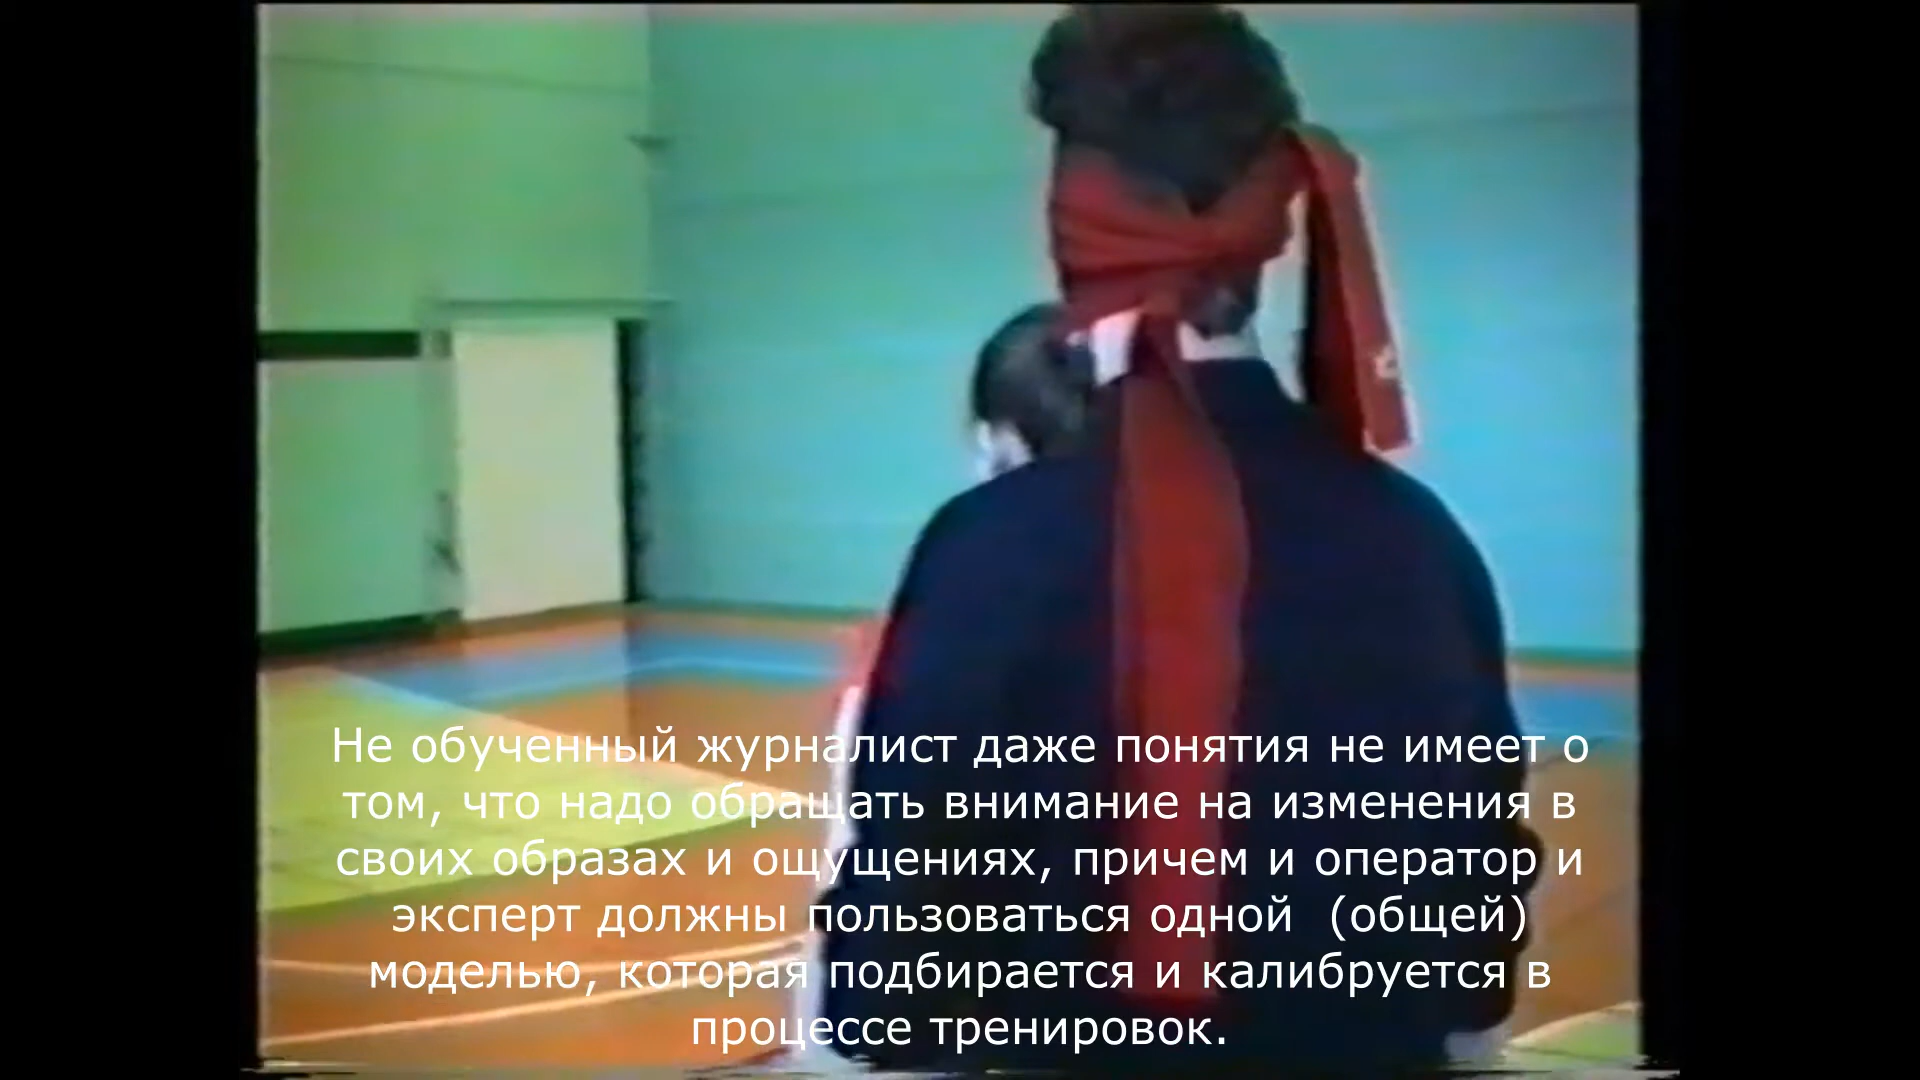 Не обученный журналист даже понятия не имеет о
том, что надо обращать внимание на изменения в
своих образах и ощущениях, причем и оператор и
эксперт должны пользоваться одной  (общей)
моделью, которая подбирается и калибруется в
процессе тренировок.